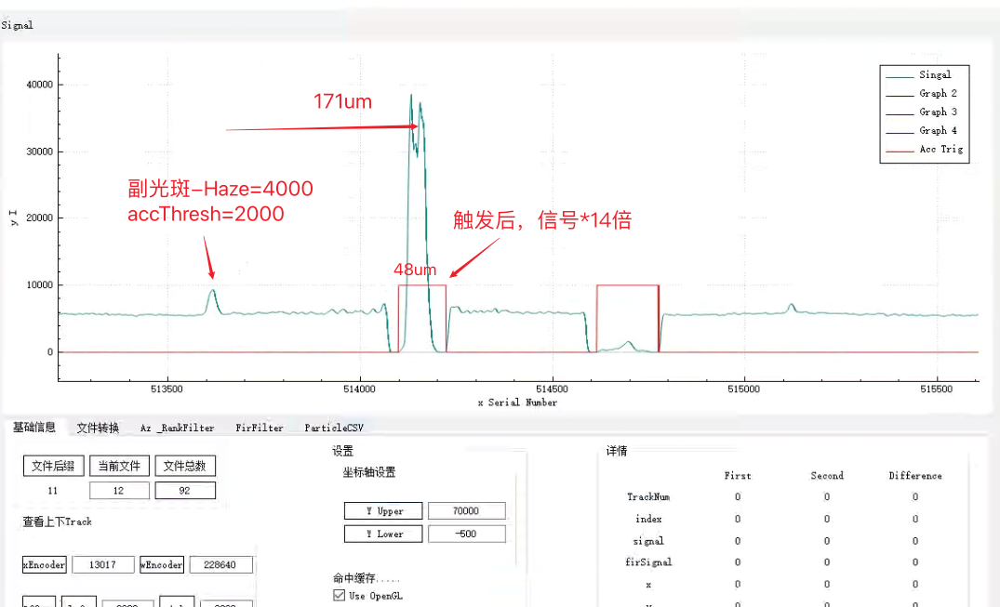 Signal
40000
30000
20000
10000
0
y I
513500
514000
514500
515000
515500
x Serial Number
Singal
Graph 2
Graph 3
Graph 4
Acc Trig
171um
副光斑-Haze=4000
accThresh=2000
触发后，信号*14倍
48um
基础信息 文件转换 Az _RankFilter FirFilter ParticleCSV
文件后缀 当前文件 文件总数
11 12 92
查看上下Track
xEncoder 13017 wEncoder 228640
设置
坐标轴设置
Y Upper 70000
Y Lower -500
命中缓存.....
Use OpenGL
详情
First Second Difference
TrackNum 0 0 0
index 0 0 0
signal 0 0 0
firSignal 0 0 0
x 0 0 0